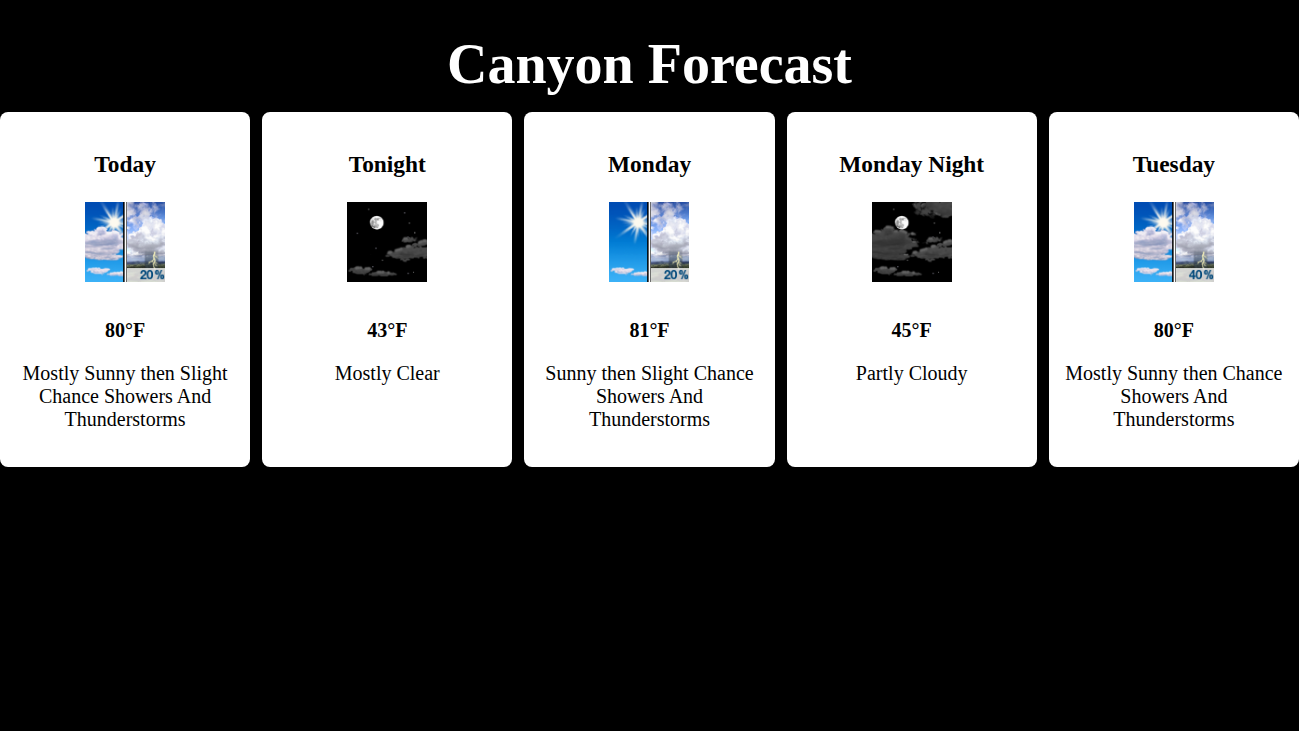 Canyon Forecast
Today
20%
80°F
Mostly Sunny then Slight
Chance Showers And
Thunderstorms
Tonight
43°F
Mostly Clear
Monday
20%
81°F
Sunny then Slight Chance
Showers And
Thunderstorms
Monday Night
45°F
Partly Cloudy
Tuesday
40%
80°F
Mostly Sunny then Chance
Showers And
Thunderstorms